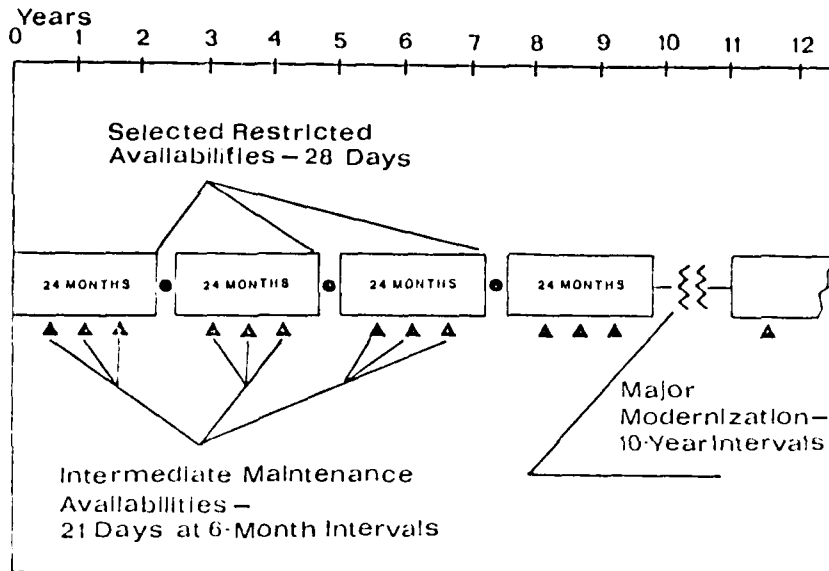 Years
0 1 2 3 4 5 6 7 8 9 10 11 12
Selected Restricted
Availabilities – 28 Days
24 MONTHS 24 MONTHS 24 MONTHS 24 MONTHS
Intermediate Maintenance
Availabilities –
21 Days at 6-Month Intervals
Major
Modernization–
10-Year Intervals